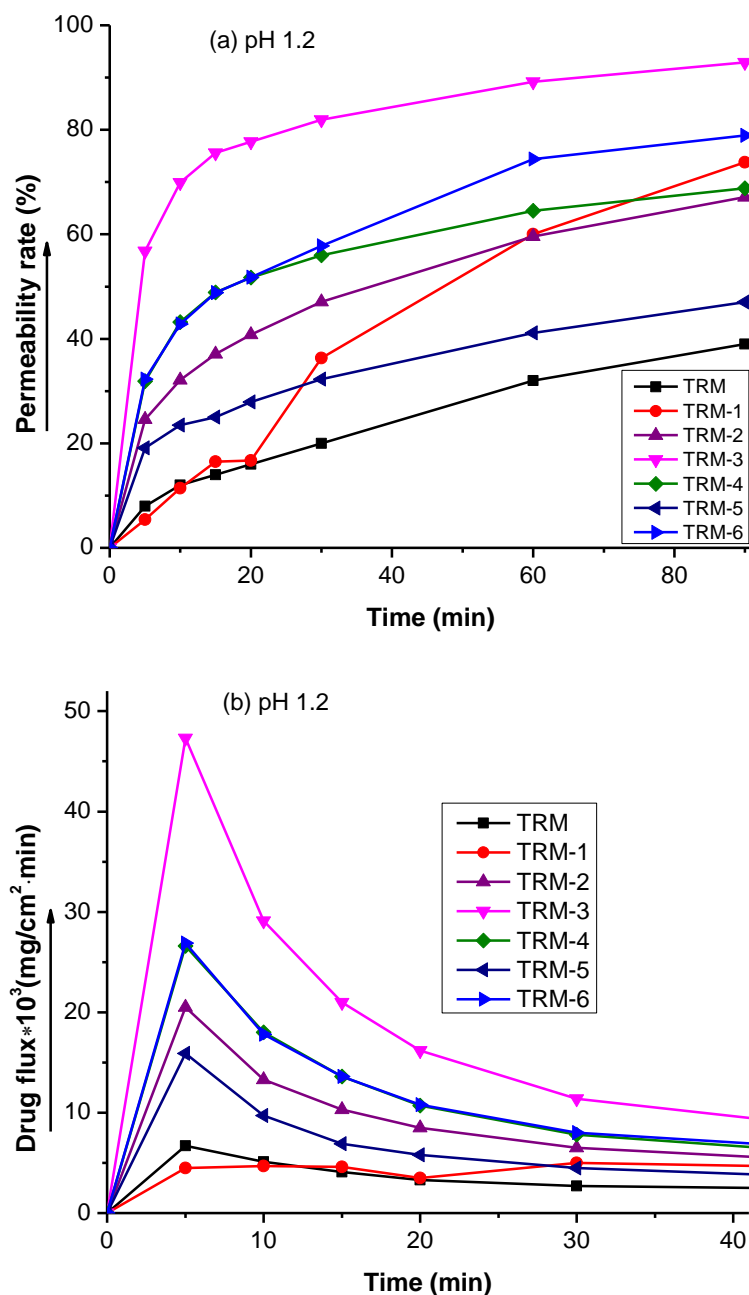 (a) pH 1.2
Permeability rate (%)
100
80
60
40
20
0
0 20 40 60 80
Time (min)
TRM
TRM-1
TRM-2
TRM-3
TRM-4
TRM-5
TRM-6
(b) pH 1.2
Drug flux*10³(mg/cm²·min)
50
40
30
20
10
0
0 10 20 30 40
Time (min)
TRM
TRM-1
TRM-2
TRM-3
TRM-4
TRM-5
TRM-6